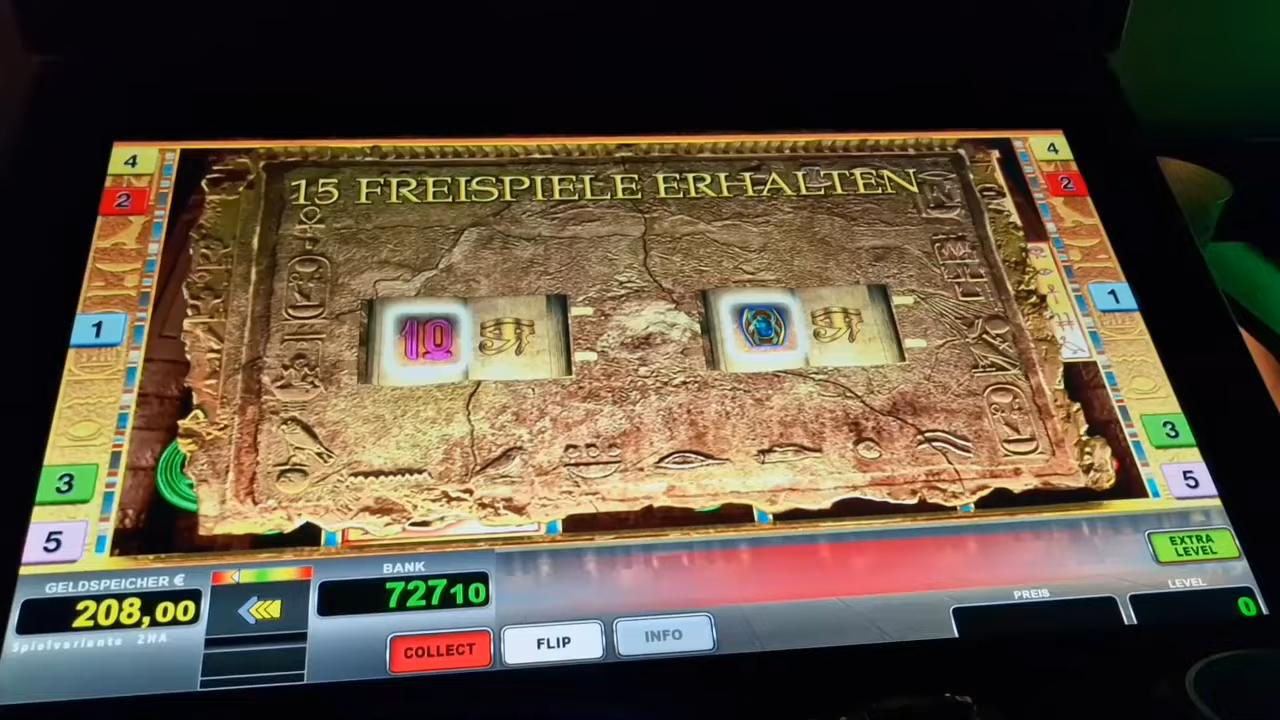 4
4
2
2
15 FREISPIELE ERHALTEN
1
10
1
3
3
5
5
EXTRA
LEVEL
GELDSPEICHER €
208,00
Spielvariante 2HA
BANK
72710
COLLECT
FLIP
INFO
PREIS
LEVEL
0